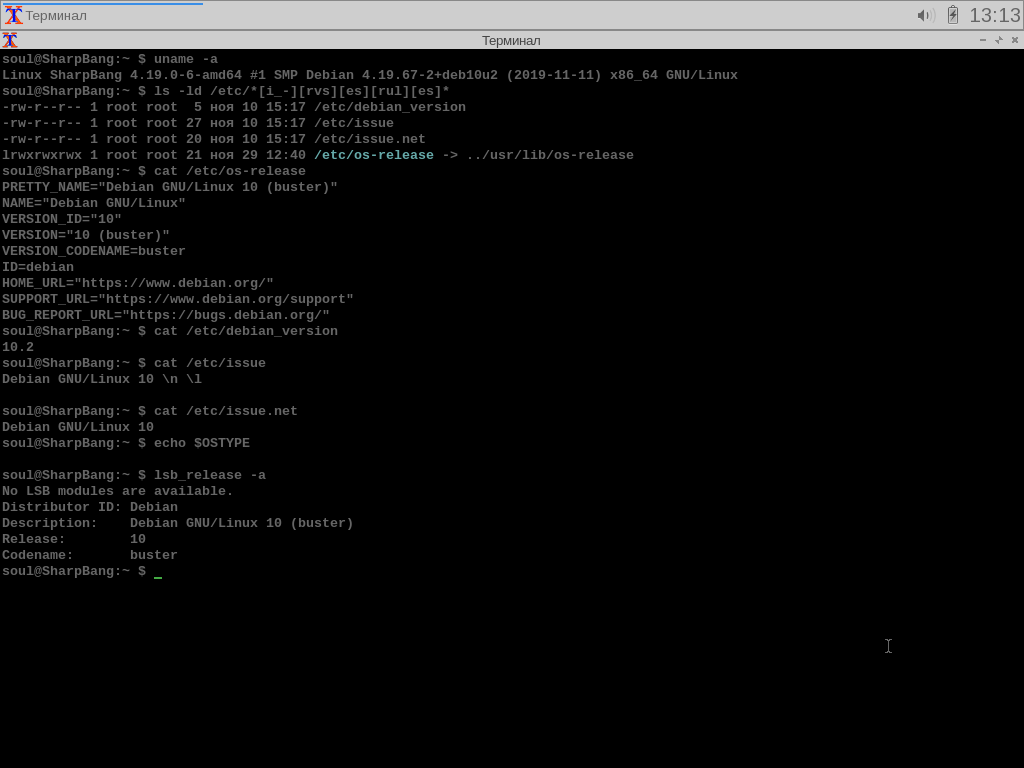 Терминал
13:13
Терминал
soul@SharpBang:~ $ uname -a
Linux SharpBang 4.19.0-6-amd64 #1 SMP Debian 4.19.67-2+deb10u2 (2019-11-11) x86_64 GNU/Linux
soul@SharpBang:~ $ ls -ld /etc/*[i_-][rvs][es][rul][es]*
-rw-r--r-- 1 root root  5 ноя 10 15:17 /etc/debian_version
-rw-r--r-- 1 root root 27 ноя 10 15:17 /etc/issue
-rw-r--r-- 1 root root 20 ноя 10 15:17 /etc/issue.net
lrwxrwxrwx 1 root root 21 ноя 29 12:40 /etc/os-release -> ../usr/lib/os-release
soul@SharpBang:~ $ cat /etc/os-release
PRETTY_NAME="Debian GNU/Linux 10 (buster)"
NAME="Debian GNU/Linux"
VERSION_ID="10"
VERSION="10 (buster)"
VERSION_CODENAME=buster
ID=debian
HOME_URL="https://www.debian.org/"
SUPPORT_URL="https://www.debian.org/support"
BUG_REPORT_URL="https://bugs.debian.org/"
soul@SharpBang:~ $ cat /etc/debian_version
10.2
soul@SharpBang:~ $ cat /etc/issue
Debian GNU/Linux 10 \n \l
soul@SharpBang:~ $ cat /etc/issue.net
Debian GNU/Linux 10
soul@SharpBang:~ $ echo $OSTYPE
soul@SharpBang:~ $ lsb_release -a
No LSB modules are available.
Distributor ID: Debian
Description:    Debian GNU/Linux 10 (buster)
Release:        10
Codename:       buster
soul@SharpBang:~ $